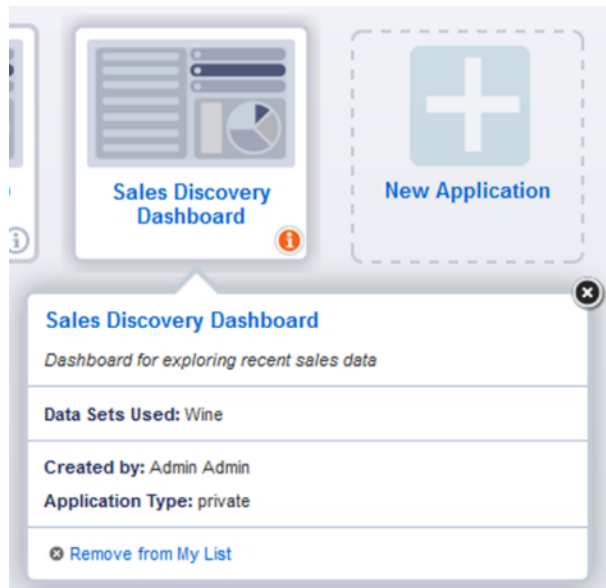 Sales Discovery
Dashboard
New Application
Sales Discovery Dashboard
Dashboard for exploring recent sales data
Data Sets Used: Wine
Created by: Admin Admin
Application Type: private
Remove from My List